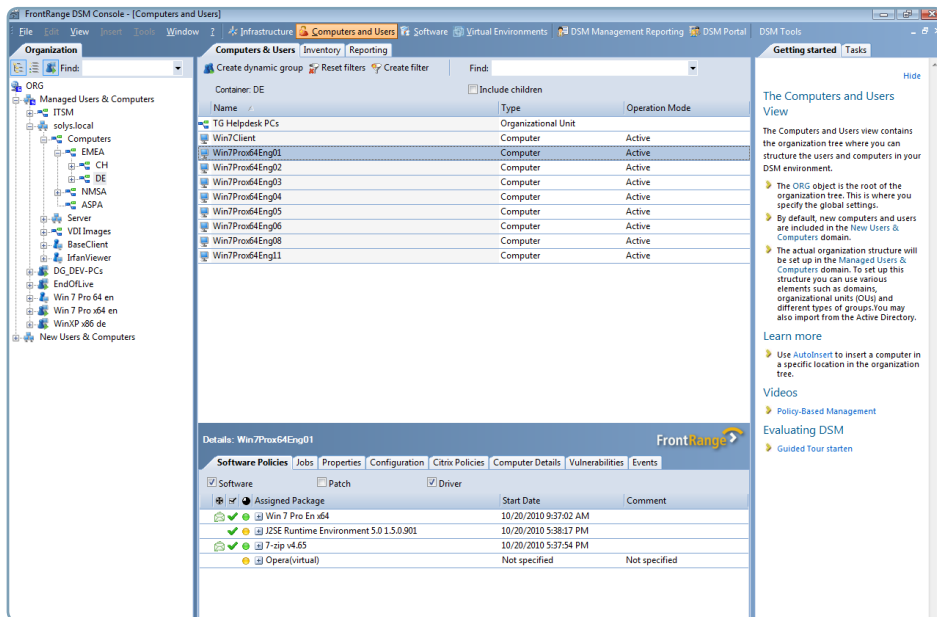 FrontRange DSM Console - [Computers and Users]
File Edit View Insert Tools Window ? Infrastructure Computers and Users Software Virtual Environments DSM Management Reporting DSM Portal DSM Tools
Organization
Find:
ORG
Managed Users & Computers
ITSM
solys.local
Computers
EMEA
CH
DE
NMSA
ASPA
Server
VDI Images
BaseClient
IrfanViewer
DG_DEV-PCs
EndOfLive
Win 7 Pro 64 en
Win 7 Pro x64 en
WinXP x86 de
New Users & Computers
Computers & Users Inventory Reporting
Create dynamic group Reset filters Create filter Find:
Container: DE Include children
Name Type Operation Mode
TG Helpdesk PCs Organizational Unit
Win7Client Computer Active
Win7Prox64Eng01 Computer Active
Win7Prox64Eng02 Computer Active
Win7Prox64Eng03 Computer Active
Win7Prox64Eng04 Computer Active
Win7Prox64Eng05 Computer Active
Win7Prox64Eng06 Computer Active
Win7Prox64Eng08 Computer Active
Win7Prox64Eng11 Computer Active
Details: Win7Prox64Eng01 FrontRange
Software Policies Jobs Properties Configuration Citrix Policies Computer Details Vulnerabilities Events
Software Patch Driver
Assigned Package Start Date Comment
Win 7 Pro En x64 10/20/2010 9:37:02 AM
J2SE Runtime Environment 5.0 1.5.0.901 10/20/2010 5:38:17 PM
7-zip v4.65 10/20/2010 5:37:54 PM
Opera(virtual) Not specified Not specified
Getting started Tasks
Hide
The Computers and Users
View
The Computers and Users view contains
the organization tree where you can
structure the users and computers in your
DSM environment.
The ORG object is the root of the
organization tree. This is where you
specify the global settings.
By default, new computers and users
are included in the New Users &
Computers domain.
The actual organization structure will
be set up in the Managed Users &
Computers domain. To set up this
structure you can use various
elements such as domains,
organizational units (OUs) and
different types of groups.You may
also import from the Active Directory.
Learn more
Use AutoInsert to insert a computer in
a specific location in the organization
tree.
Videos
Policy-Based Management
Evaluating DSM
Guided Tour starten